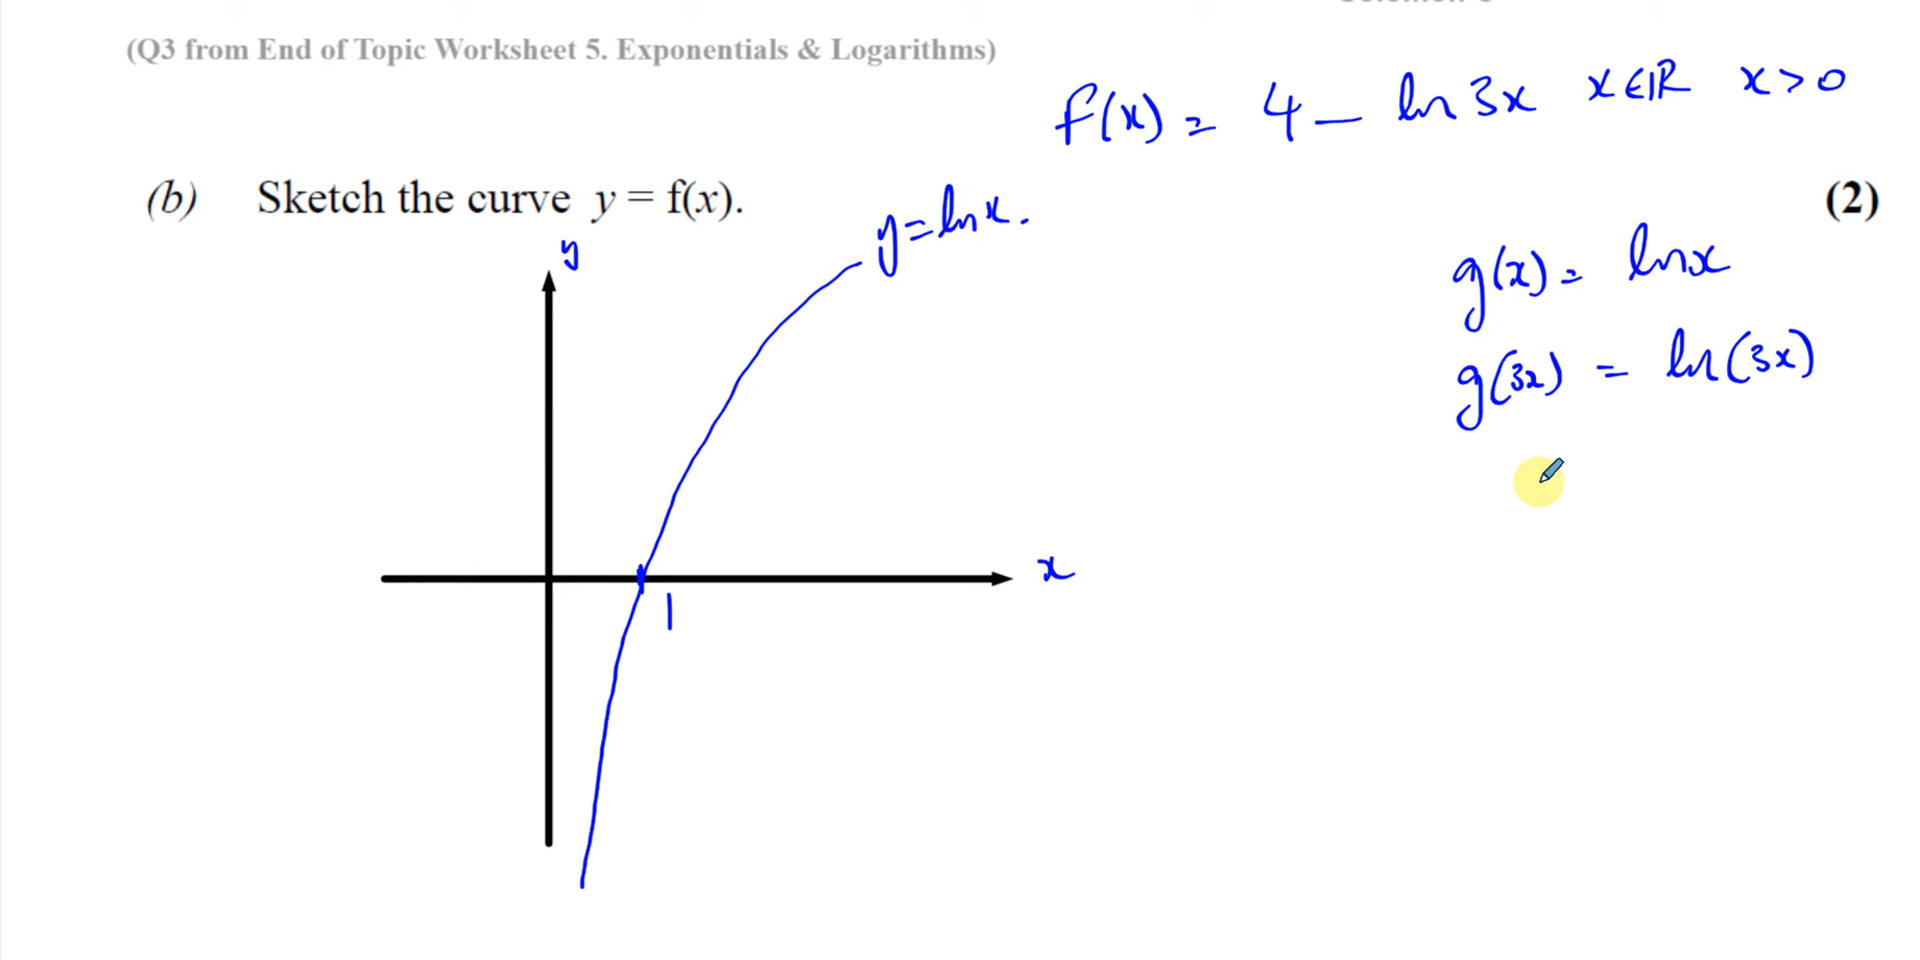 (Q3 from End of Topic Worksheet 5. Exponentials & Logarithms)
f(x) = 4 - ln 3x x ∈ ℝ x > 0
(b) Sketch the curve y = f(x).
(2)
y = ln x.
y
g(x) = ln x
g(3x) = ln(3x)
x
1